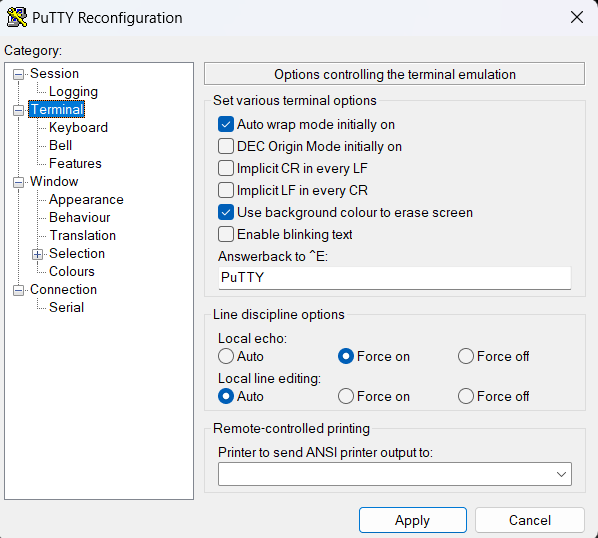 PuTTY Reconfiguration
Category:
Session
Logging
Terminal
Keyboard
Bell
Features
Window
Appearance
Behaviour
Translation
Selection
Colours
Connection
Serial
Options controlling the terminal emulation
Set various terminal options
Auto wrap mode initially on
DEC Origin Mode initially on
Implicit CR in every LF
Implicit LF in every CR
Use background colour to erase screen
Enable blinking text
Answerback to ^E:
PuTTY
Line discipline options
Local echo:
Auto Force on Force off
Local line editing:
Auto Force on Force off
Remote-controlled printing
Printer to send ANSI printer output to:
Apply Cancel